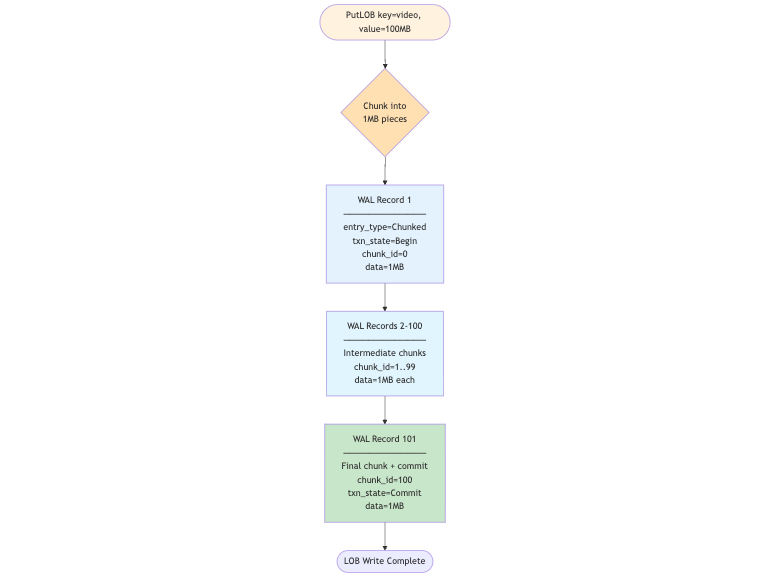 PutLOB key=video,
value=100MB
Chunk into
1MB pieces
WAL Record 1
entry_type=Chunked
txn_state=Begin
chunk_id=0
data=1MB
WAL Records 2-100
Intermediate chunks
chunk_id=1..99
data=1MB each
WAL Record 101
Final chunk + commit
chunk_id=100
txn_state=Commit
data=1MB
LOB Write Complete